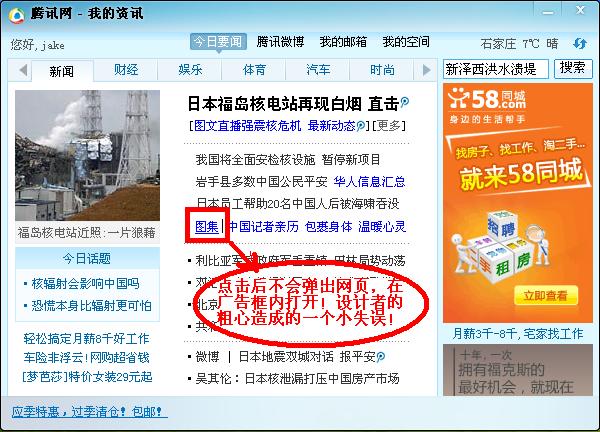 腾讯网 - 我的资讯
您好, jake
今日要闻 腾讯微博 我的邮箱 我的空间
石家庄 7℃ 晴
新闻 财经 娱乐 体育 汽车 时尚
新泽西洪水溃堤 搜索
日本福岛核电站再现白烟 直击
[图文直播强震核危机 最新动态] [更多]
我国将全面安检核设施 暂停新项目
岩手县多数中国公民平安 华人信息汇总
日本员工帮助20名中国人后被海啸吞没
图集 中国记者亲历 包裹身体 温暖心灵
福岛核电站近照:一片狼藉
今日话题
核辐射会影响中国吗
恐慌本身比辐射更可怕
轻松搞定月薪8千好工作
车险非浮云!网购超省钱
[梦芭莎]特价女装29元起
点击后不会弹出网页，在
广告框内打开！设计者的
粗心造成的一个小失误！
北京
微博 | 日本地震双城对话 报平安
吴其伦: 日本核泄漏打压中国房产市场
58同城
.com
身边的生活帮手
找房子、找工作、淘二手...
就来58同城
招聘
租房
二手
立即查看
月薪3千-8千, 宅家找工作
十年, 一次
拥有福克斯的
最好机会, 就现在
应季特惠，过季清仓！包邮！